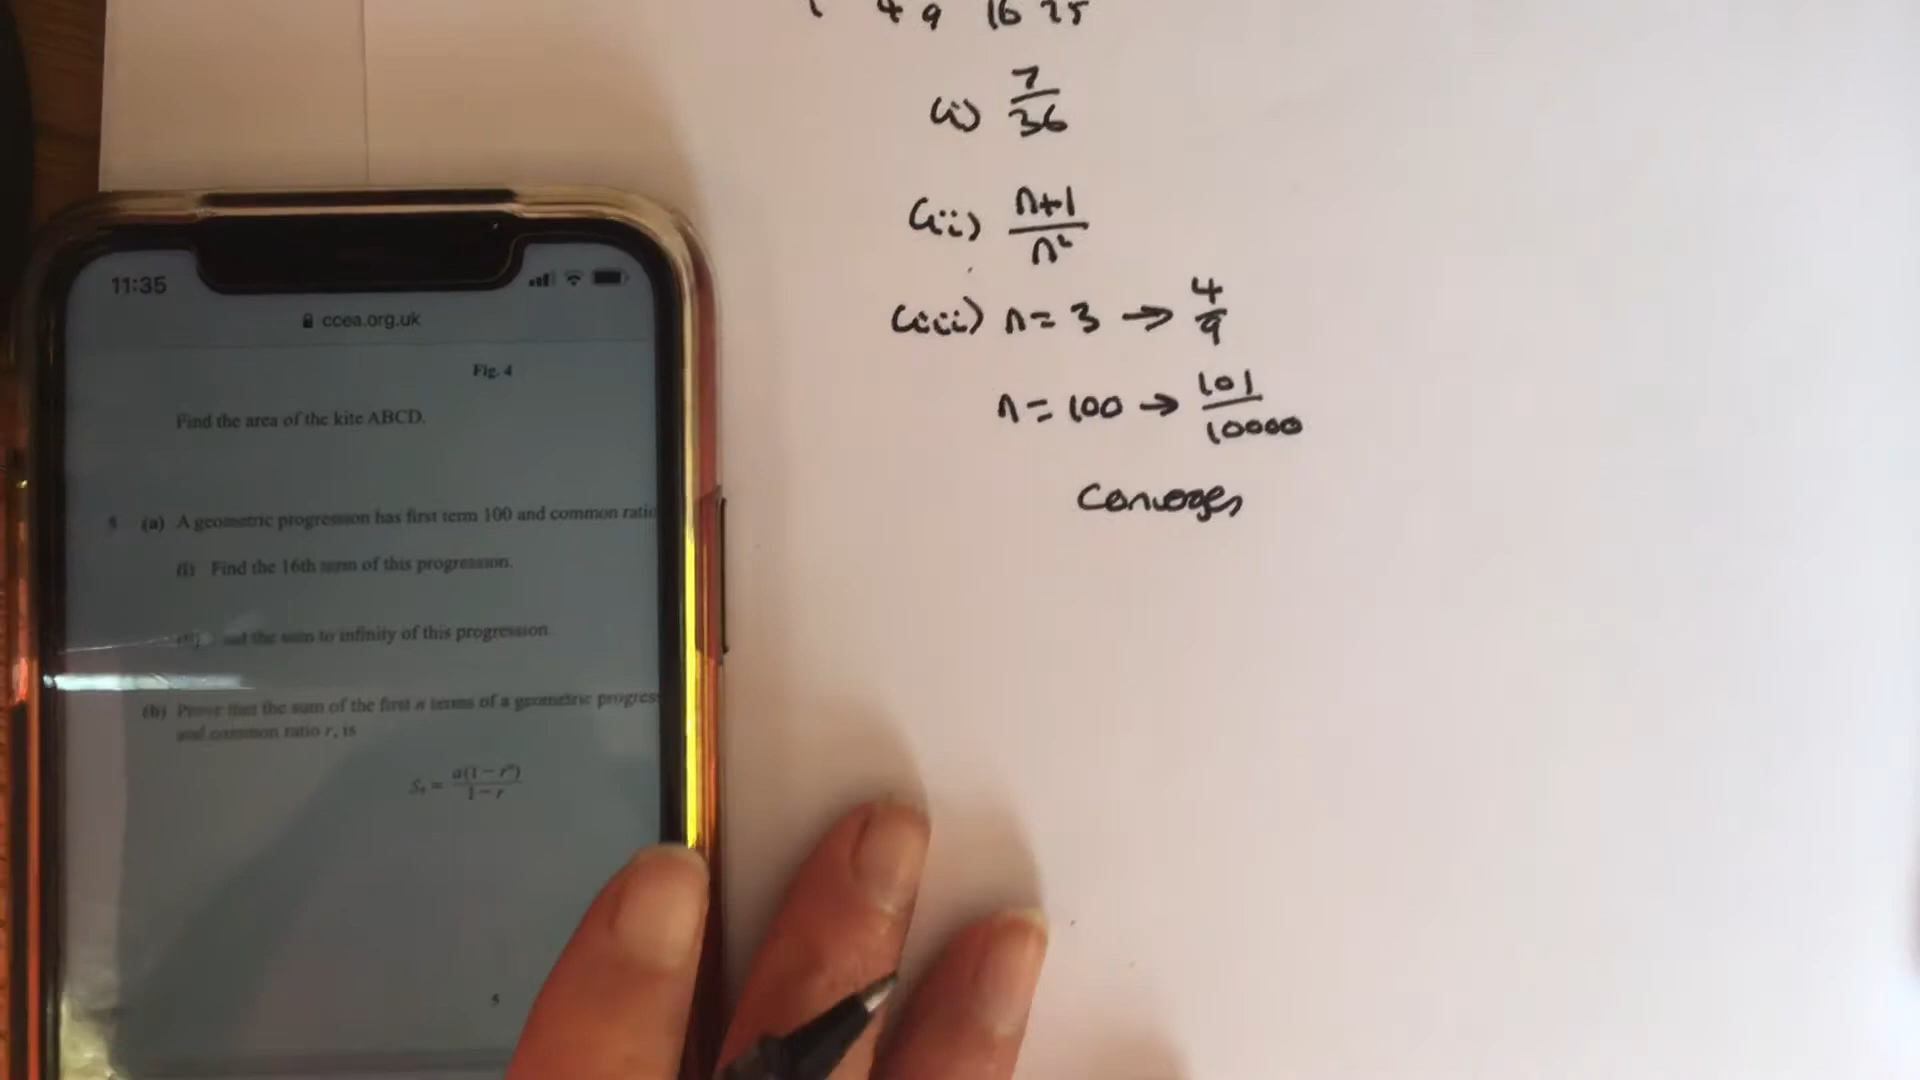 4 9 16 25
(i) 7/36
(ii) n+1/n²
(iii) n = 3 → 4/9
n = 100 → 101/10000
Converges
11:35
ccea.org.uk
Fig. 4
Find the area of the kite ABCD.
5 (a) A geometric progression has first term 100 and common ratio
(i) Find the 16th term of this progression.
the sum to infinity of this progression.
(b) Prove that the sum of the first n terms of a geometric progress
and common ratio r, is
Sₙ = a(1 − rⁿ)/1 − r
5